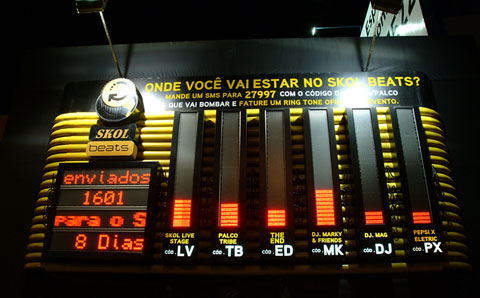 ONDE VOCÊ VAI ESTAR NO SKOL BEATS?
MANDE UM SMS PARA 27997 COM O CÓDIGO DA PALCO
QUE VAI BOMBAR E FATURE UM RING TONE EVENTO.
SKOL
beats
enviados
1601
para o S
8 Dias
SKOL LIVE
STAGE
CÓD. LV
PALCO
TRIBE
CÓD. TB
THE
END
CÓD. ED
DJ. MARKY
& FRIENDS
CÓD. MK
DJ. MAG
CÓD. DJ
PEPSI X
ELETRIC
CÓD. PX